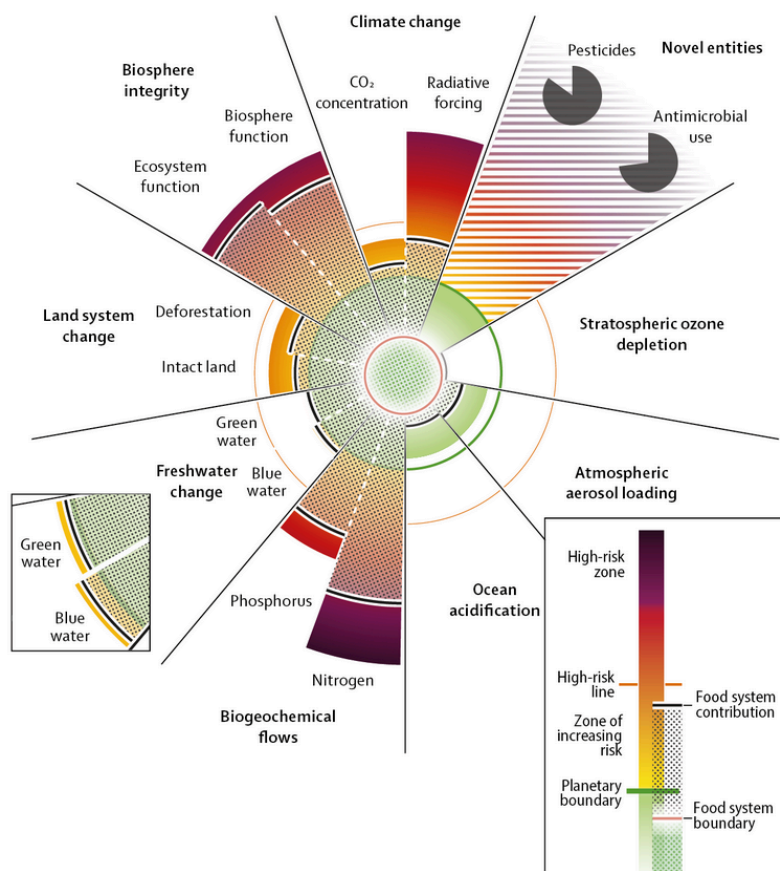 Climate change
Biosphere
integrity
CO₂
concentration
Radiative
forcing
Pesticides
Novel entities
Antimicrobial
use
Biosphere
function
Ecosystem
function
Land system
change
Deforestation
Intact land
Stratospheric ozone
depletion
Green
water
Freshwater
change
Blue
water
Atmospheric
aerosol loading
Green
water
Blue
water
Phosphorus
Nitrogen
Biogeochemical
flows
Ocean
acidification
High-risk
zone
High-risk
line
Food system
contribution
Zone of
increasing
risk
Planetary
boundary
Food system
boundary